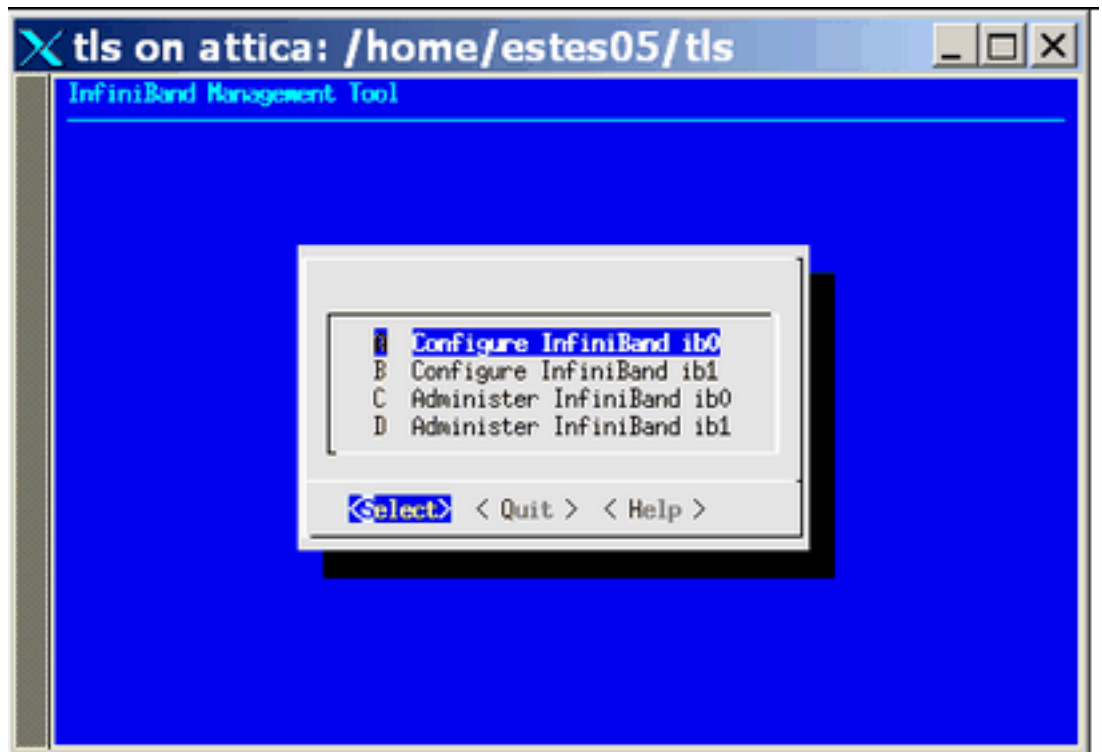 tls on attica: /home/estes05/tls
InfiniBand Management Tool
A Configure InfiniBand ib0
B Configure InfiniBand ib1
C Administer InfiniBand ib0
D Administer InfiniBand ib1
<Select> < Quit > < Help >